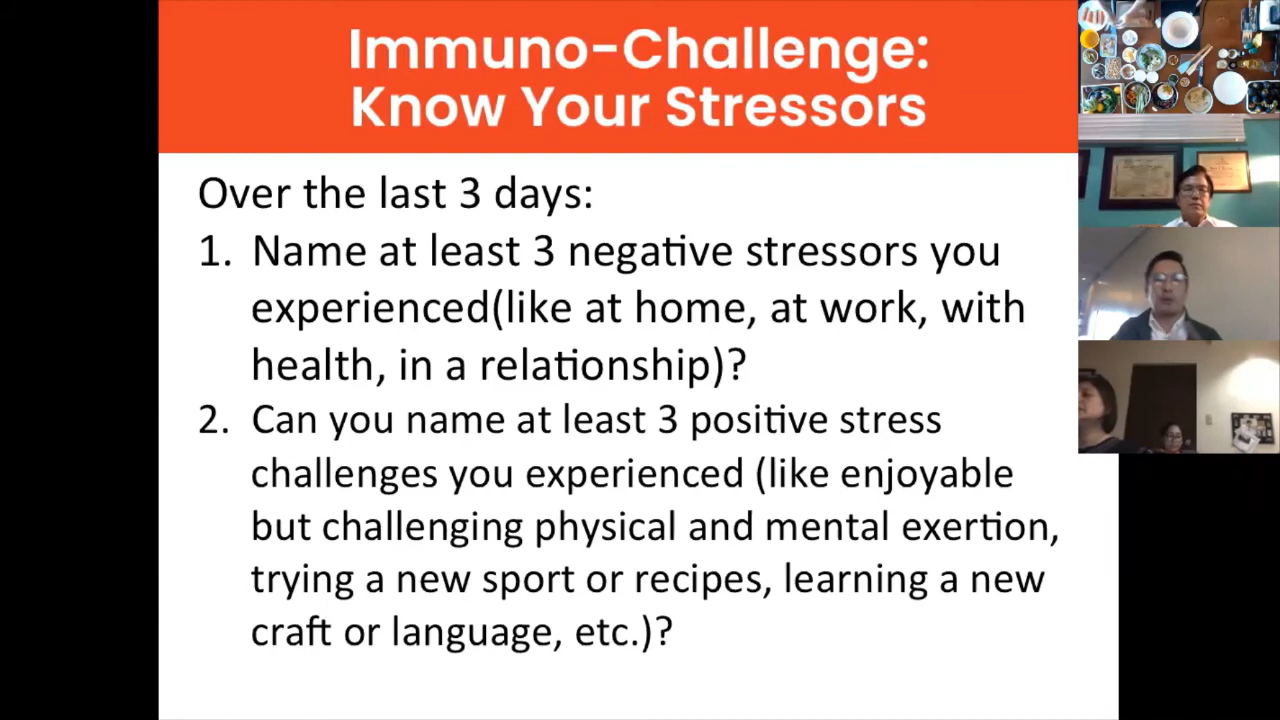 Immuno-Challenge:
Know Your Stressors
Over the last 3 days:
1. Name at least 3 negative stressors you
experienced(like at home, at work, with
health, in a relationship)?
2. Can you name at least 3 positive stress
challenges you experienced (like enjoyable
but challenging physical and mental exertion,
trying a new sport or recipes, learning a new
craft or language, etc.)?